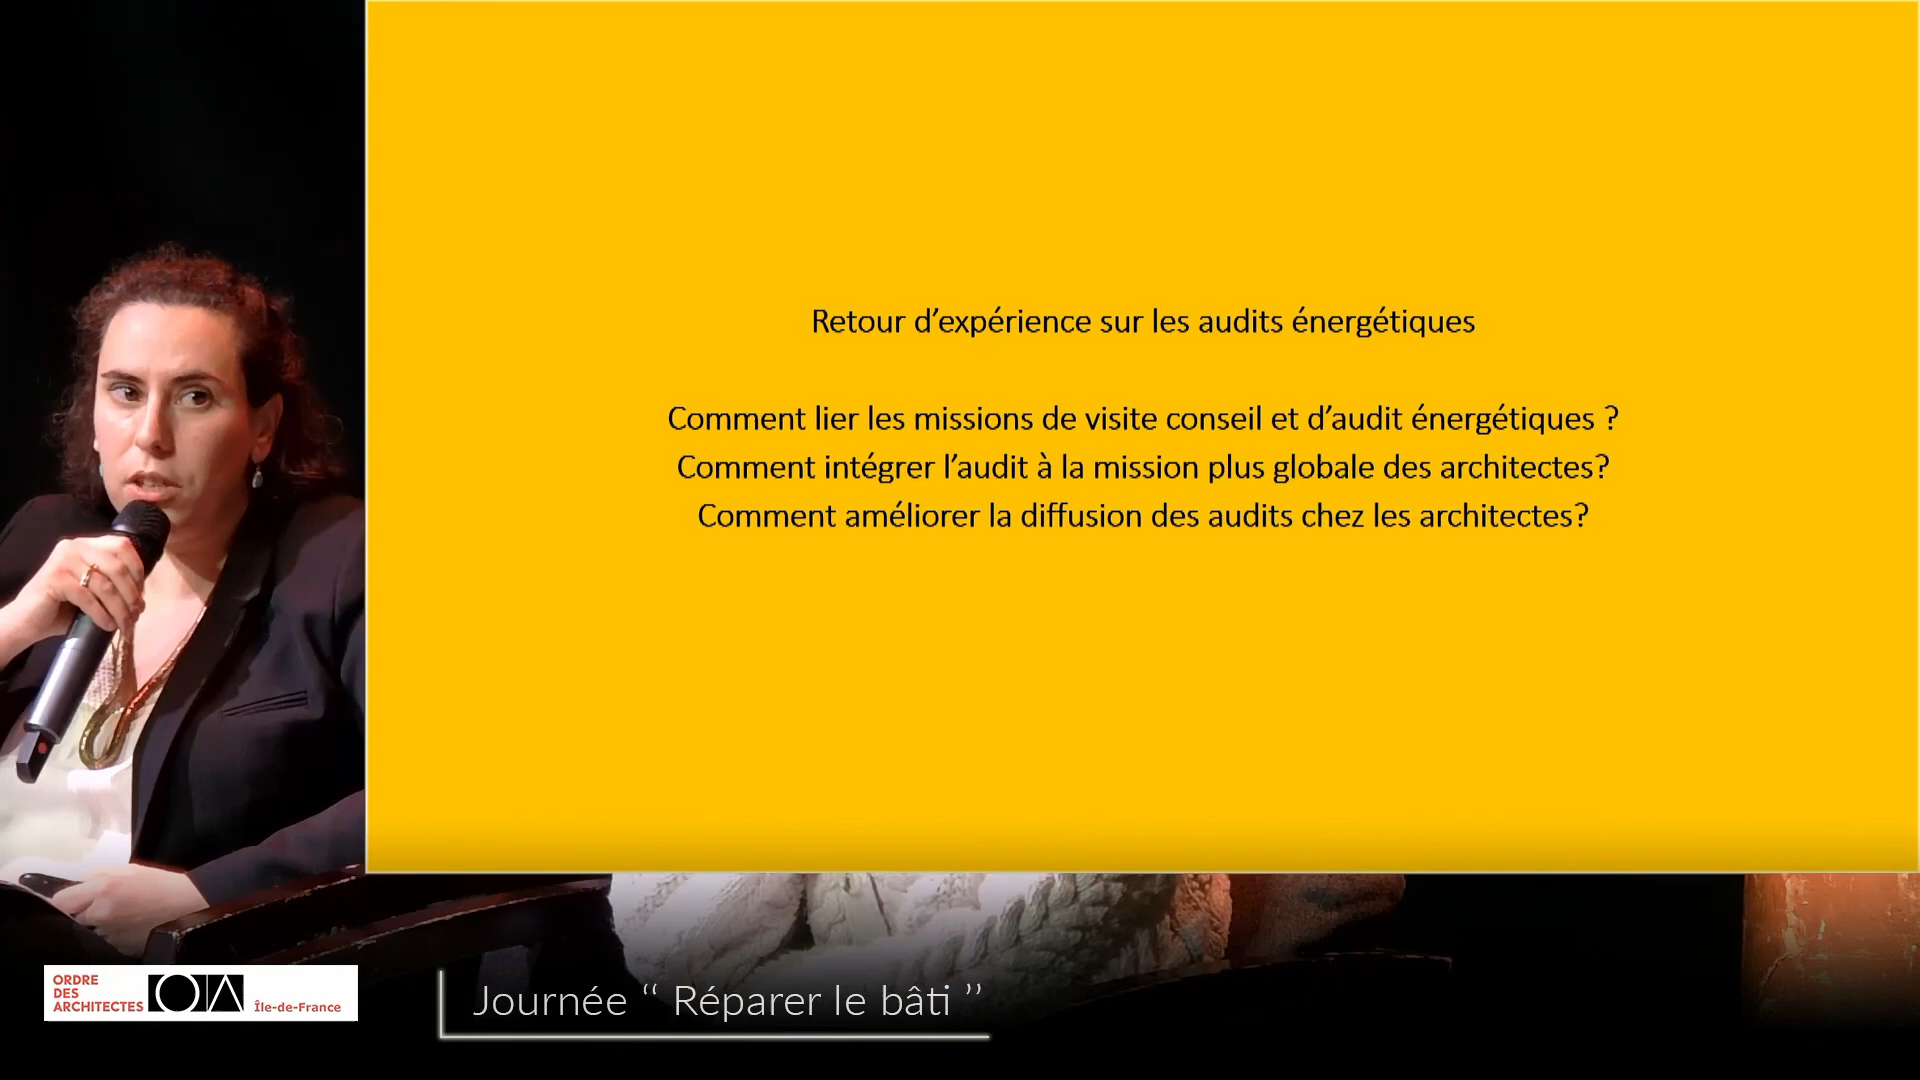 Retour d’expérience sur les audits énergétiques
Comment lier les missions de visite conseil et d’audit énergétiques ?
Comment intégrer l’audit à la mission plus globale des architectes?
Comment améliorer la diffusion des audits chez les architectes?
ORDRE
DES
ARCHITECTES
Île-de-France
Journée “ Réparer le bâti ”